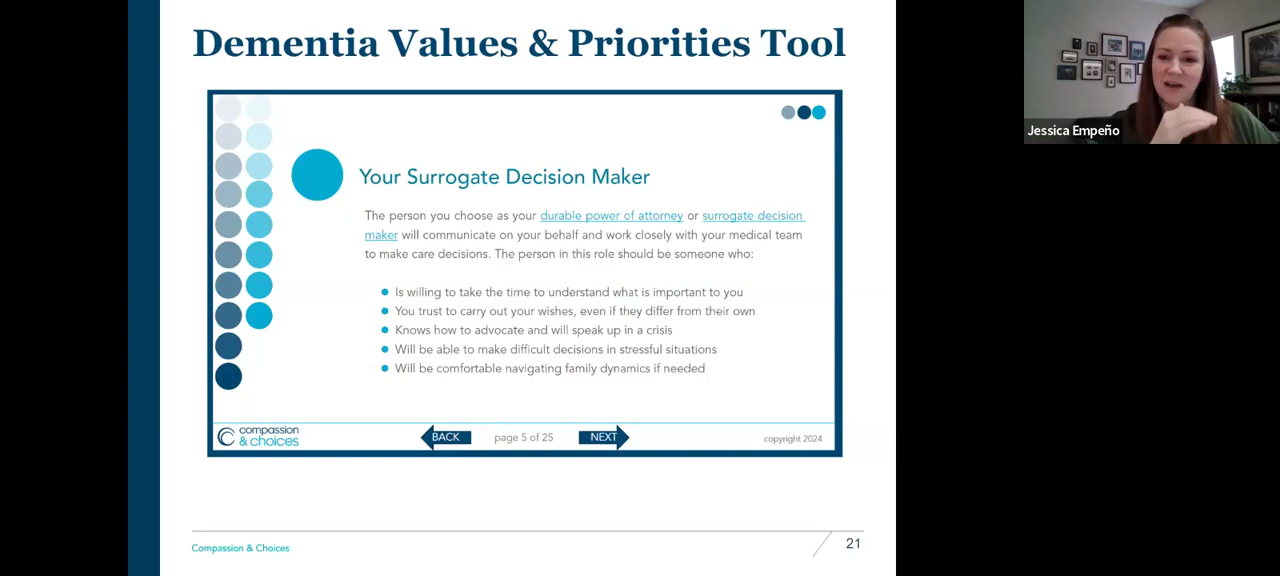 Dementia Values & Priorities Tool
Jessica Empeño
Your Surrogate Decision Maker
The person you choose as your durable power of attorney or surrogate decision
maker will communicate on your behalf and work closely with your medical team
to make care decisions. The person in this role should be someone who:
Is willing to take the time to understand what is important to you
You trust to carry out your wishes, even if they differ from their own
Knows how to advocate and will speak up in a crisis
Will be able to make difficult decisions in stressful situations
Will be comfortable navigating family dynamics if needed
compassion
& choices
BACK
page 5 of 25
NEXT
copyright 2024
Compassion & Choices
21